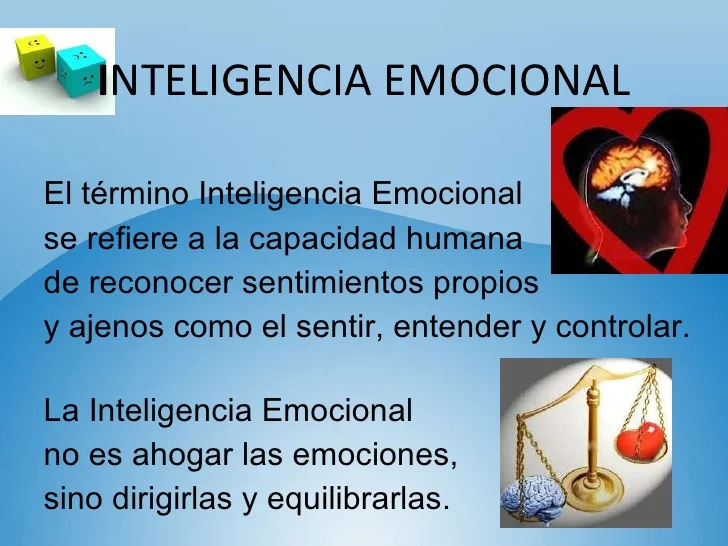 INTELIGENCIA EMOCIONAL
El término Inteligencia Emocional
se refiere a la capacidad humana
de reconocer sentimientos propios
y ajenos como el sentir, entender y controlar.
La Inteligencia Emocional
no es ahogar las emociones,
sino dirigirlas y equilibrarlas.